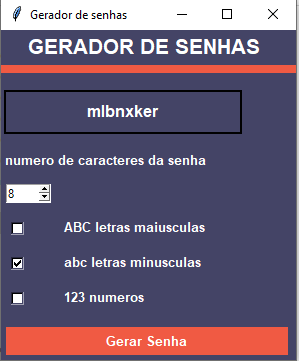 Gerador de senhas
GERADOR DE SENHAS
mlbnxker
numero de caracteres da senha
8
ABC letras maiusculas
abc letras minusculas
123 numeros
Gerar Senha